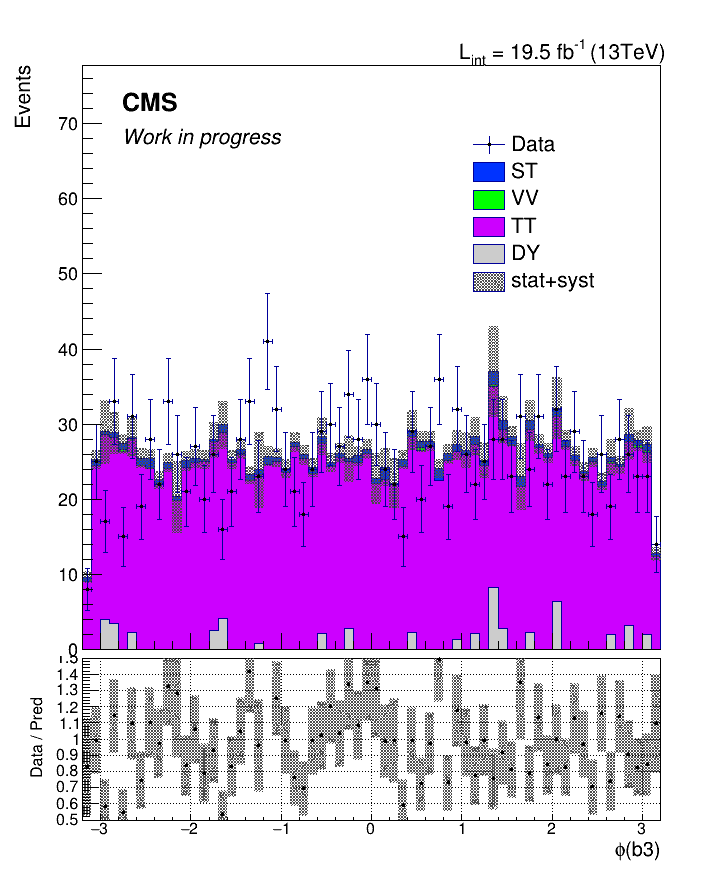 L_int = 19.5 fb^-1 (13TeV)
Events
CMS
Work in progress
Data
ST
VV
TT
DY
stat+syst
70
60
50
40
30
20
10
0
Data / Pred
1.5
1.4
1.3
1.2
1.1
1
0.9
0.8
0.7
0.6
0.5
−3 −2 −1 0 1 2 3
ϕ(b3)